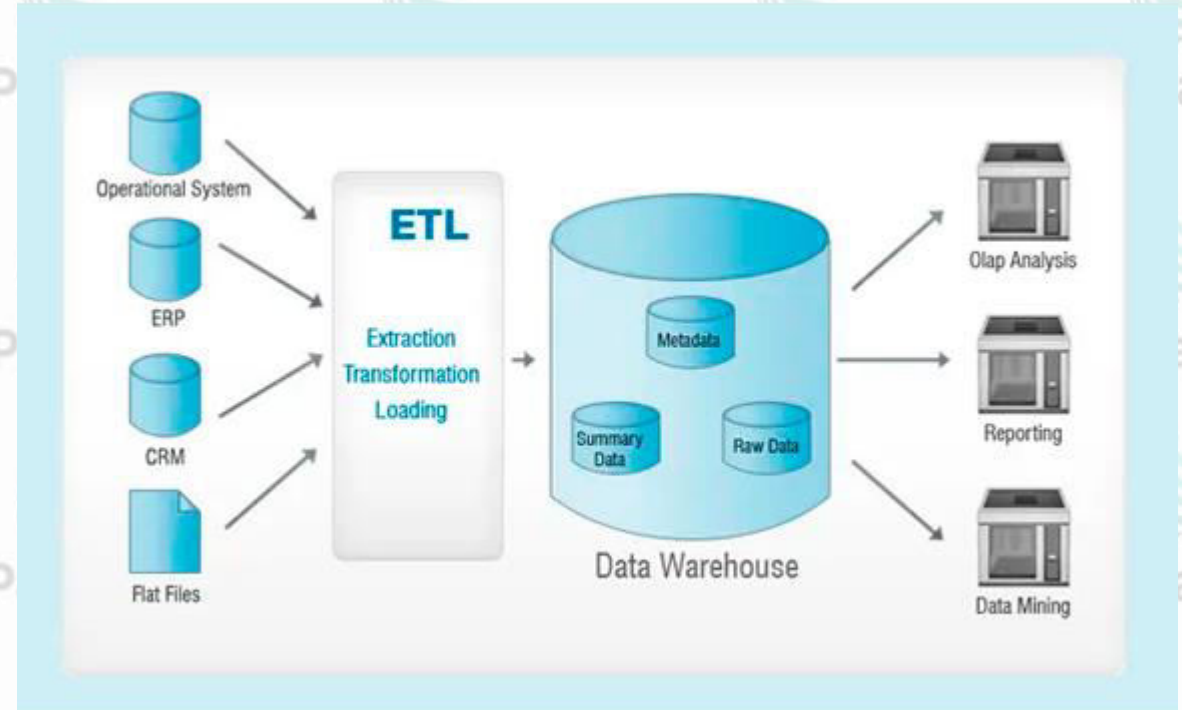 Operational System
ERP
CRM
Flat Files
ETL
Extraction
Transformation
Loading
Metadata
Summary
Data
Raw Data
Data Warehouse
Olap Analysis
Reporting
Data Mining